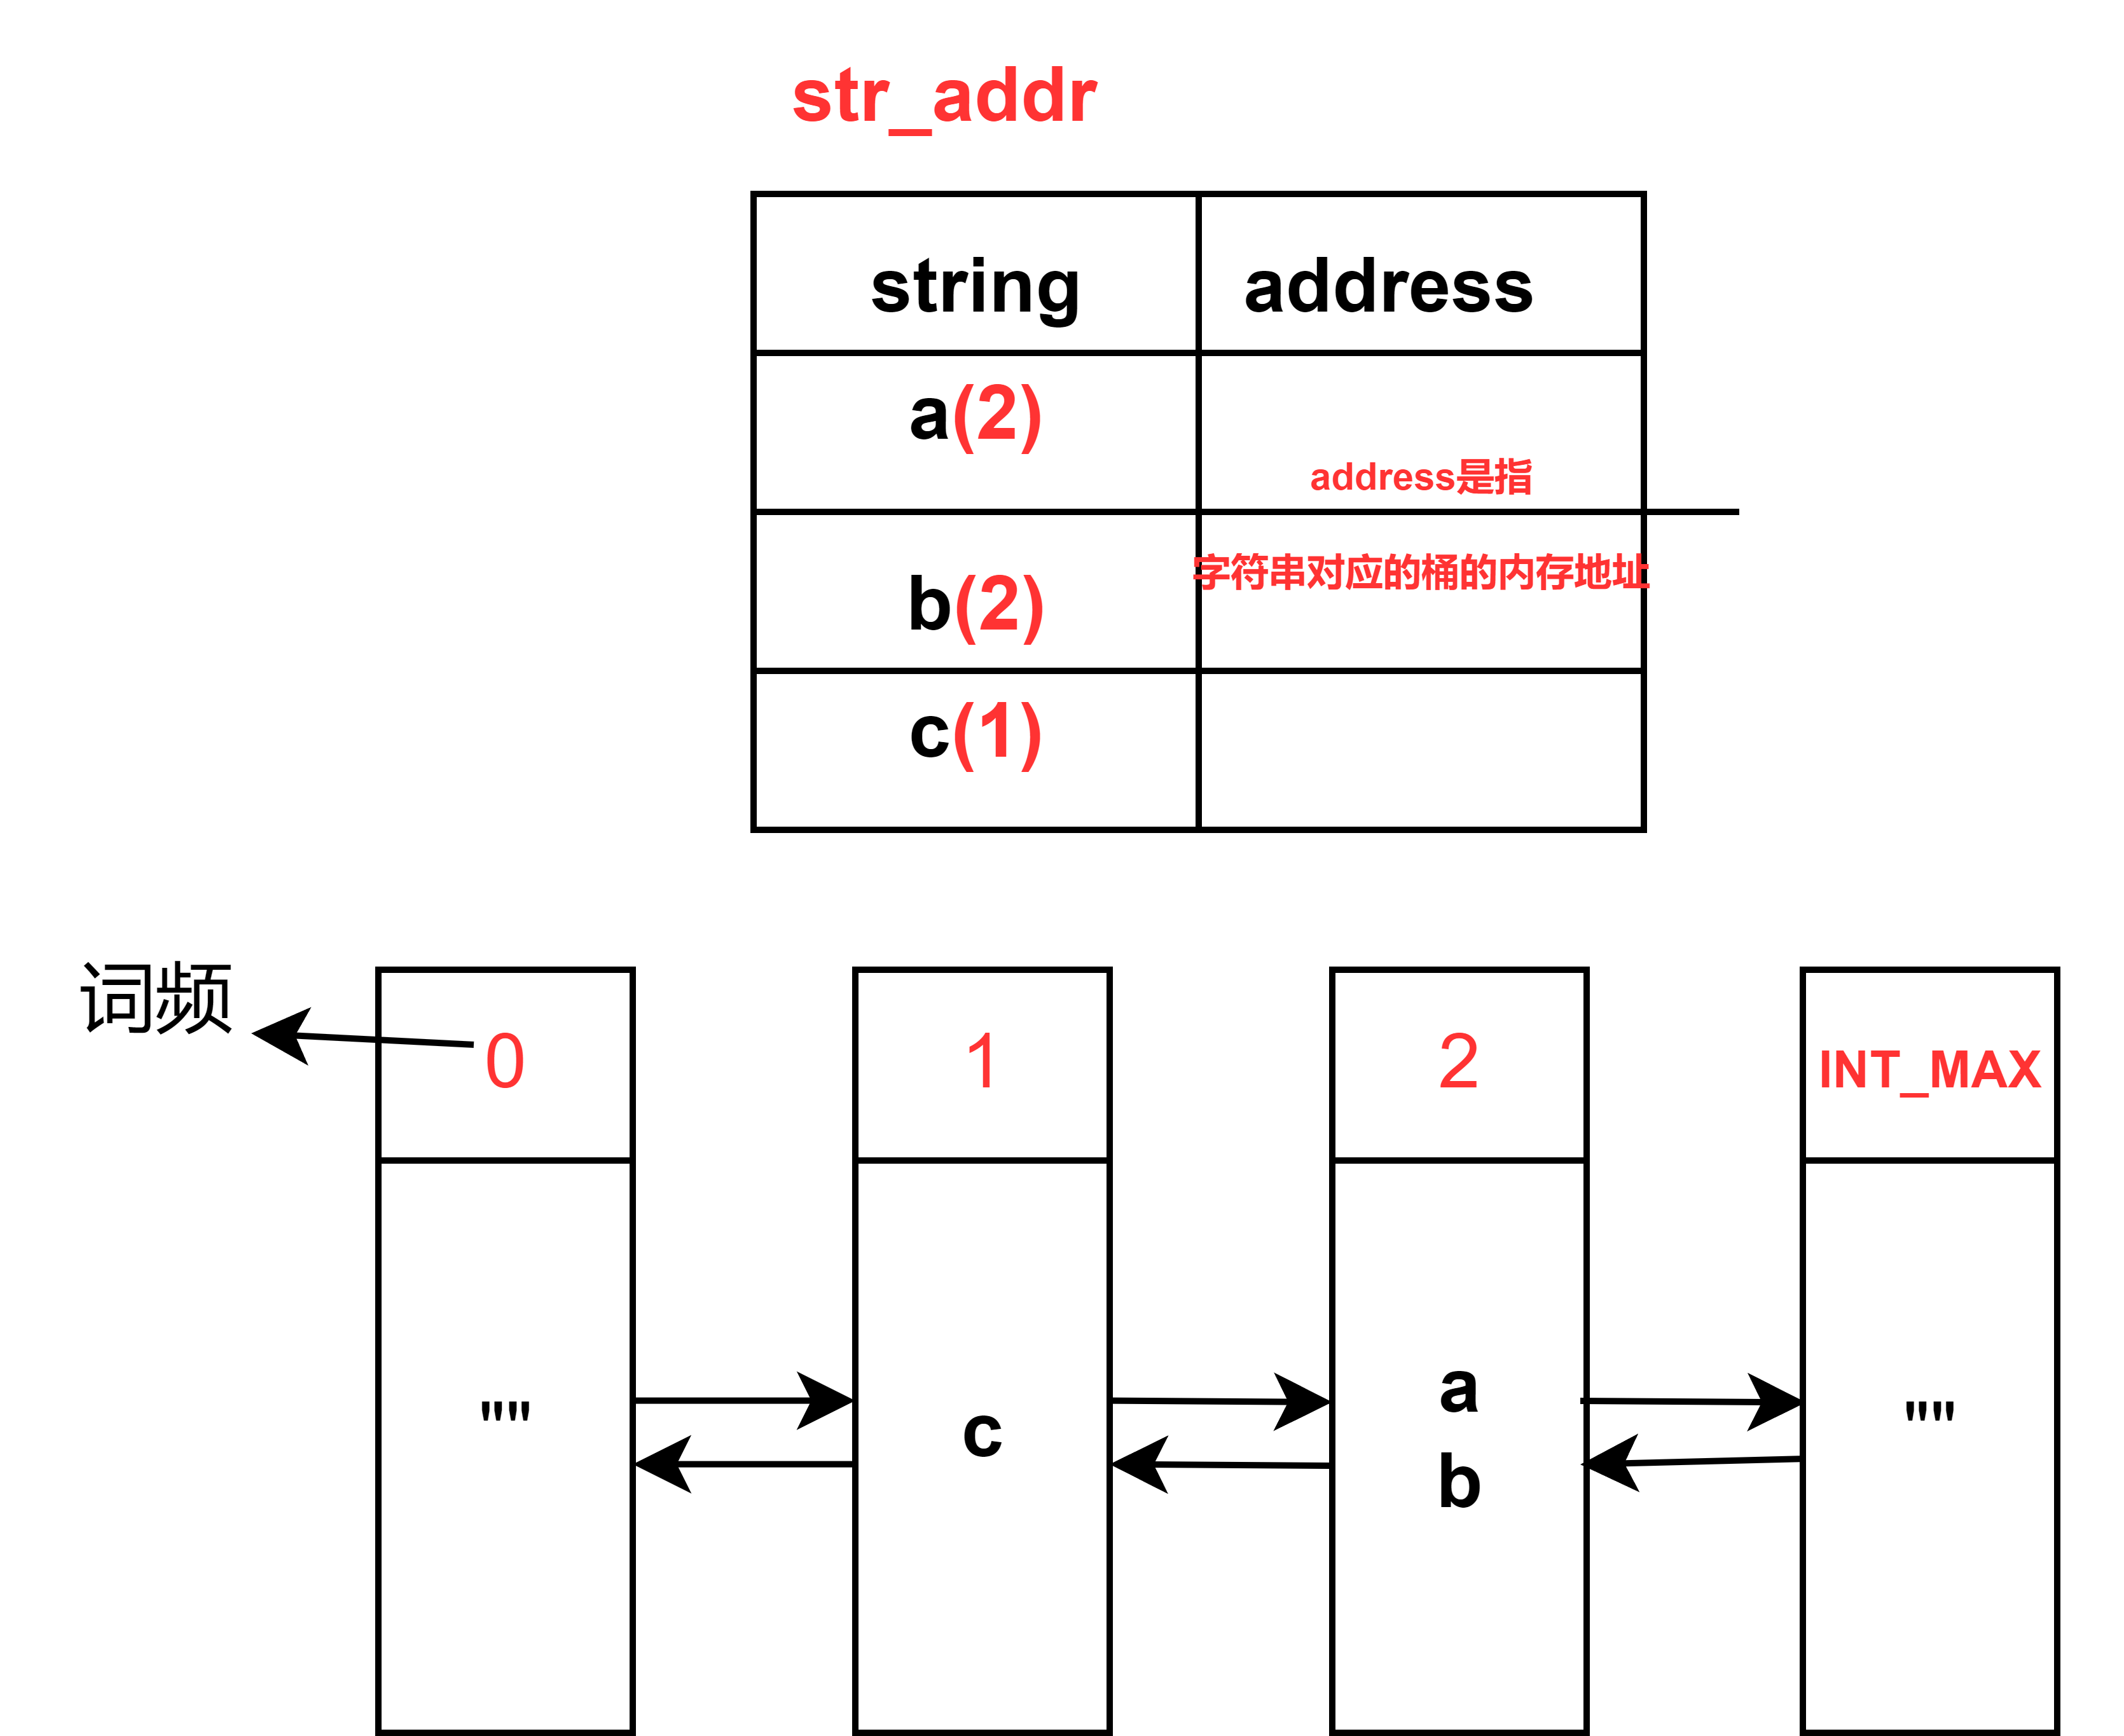 str_addr
string address
a(2)
address是指
字符串对应的桶的内存地址
b(2)
c(1)
词频
0 1 2 INT_MAX
"" c a ""
b